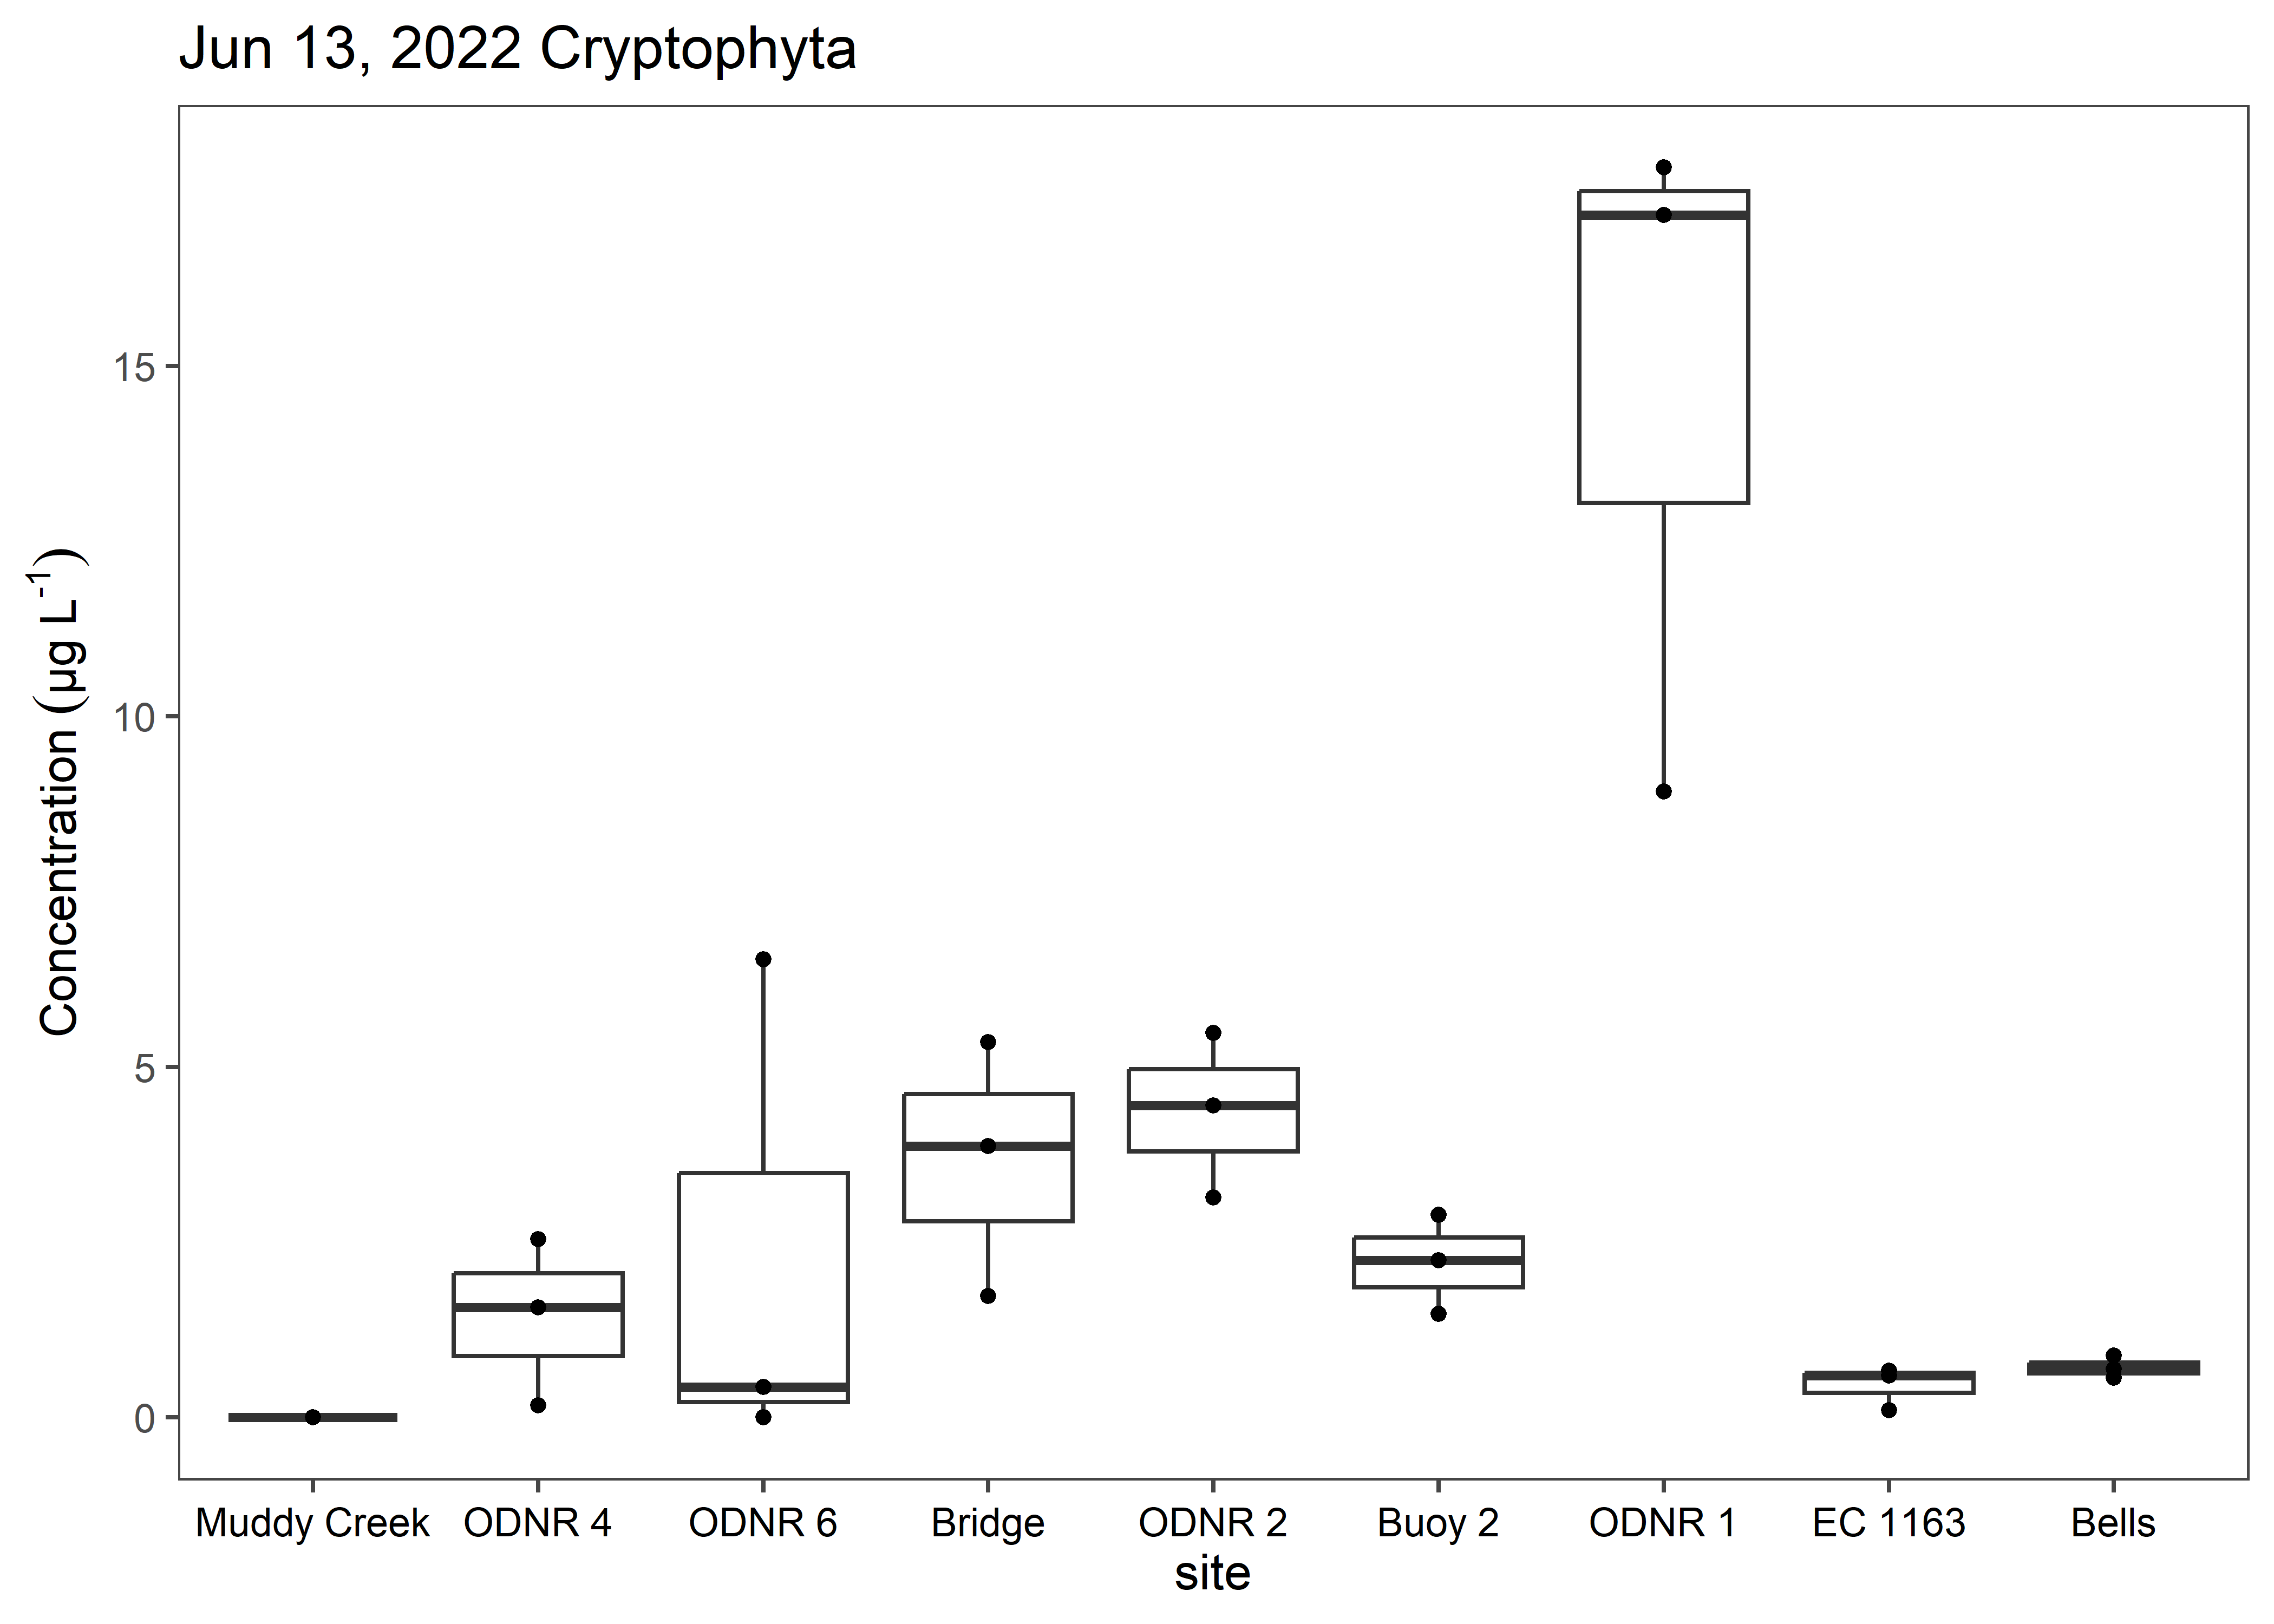 Jun 13, 2022 Cryptophyta
Concentration (µg L⁻¹)
15
10
5
0
Muddy Creek ODNR 4 ODNR 6 Bridge ODNR 2 Buoy 2 ODNR 1 EC 1163 Bells
site